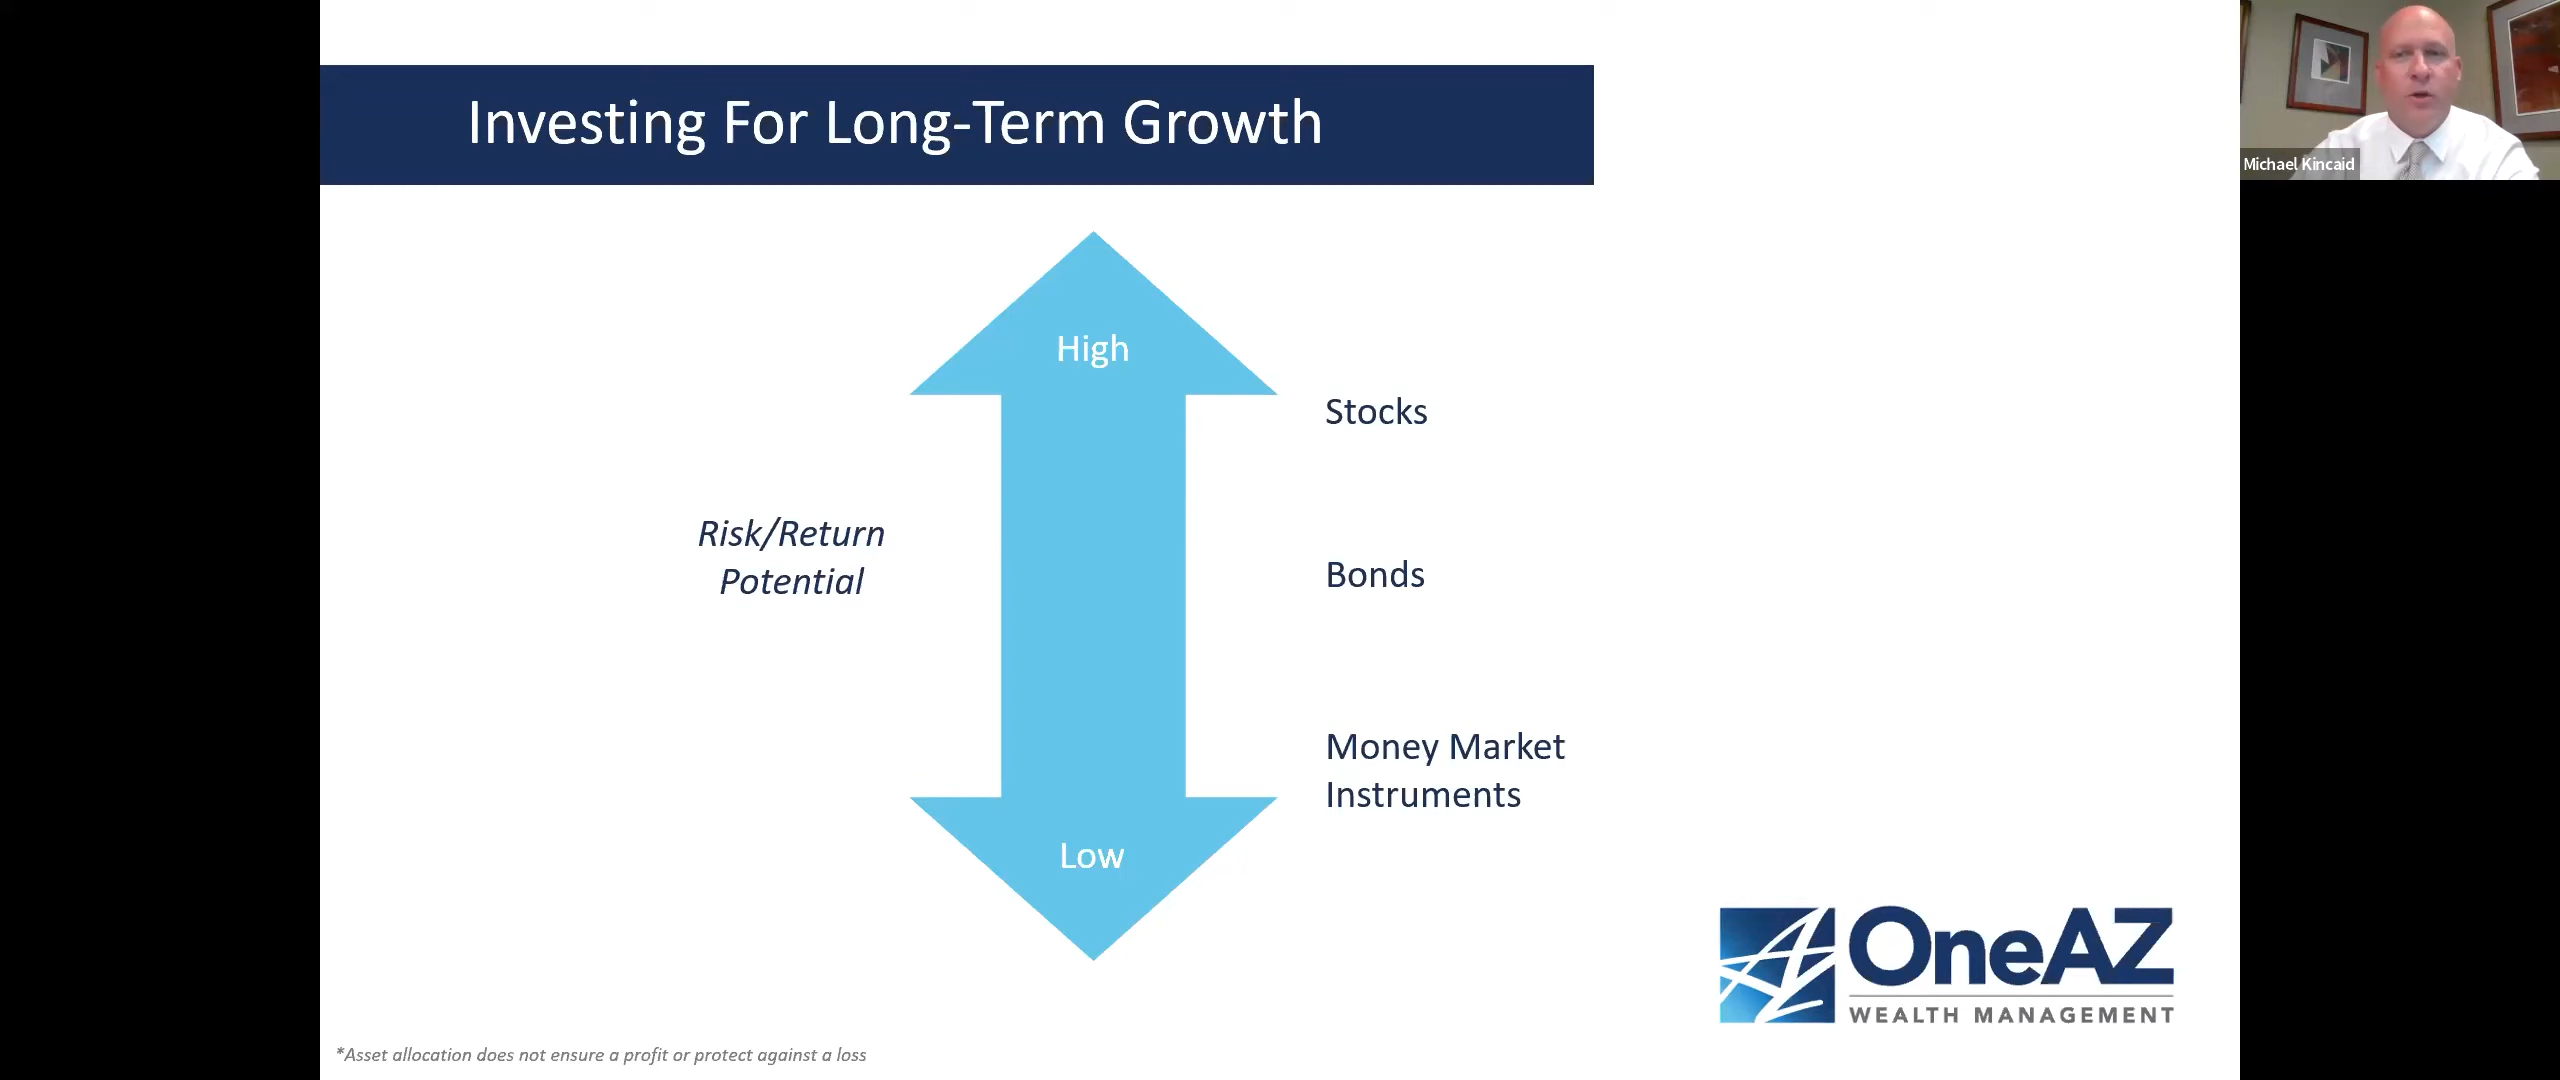 Investing For Long-Term Growth
Michael Kincaid
High
Stocks
Risk/Return
Potential
Bonds
Money Market
Instruments
Low
OneAZ
WEALTH MANAGEMENT
*Asset allocation does not ensure a profit or protect against a loss